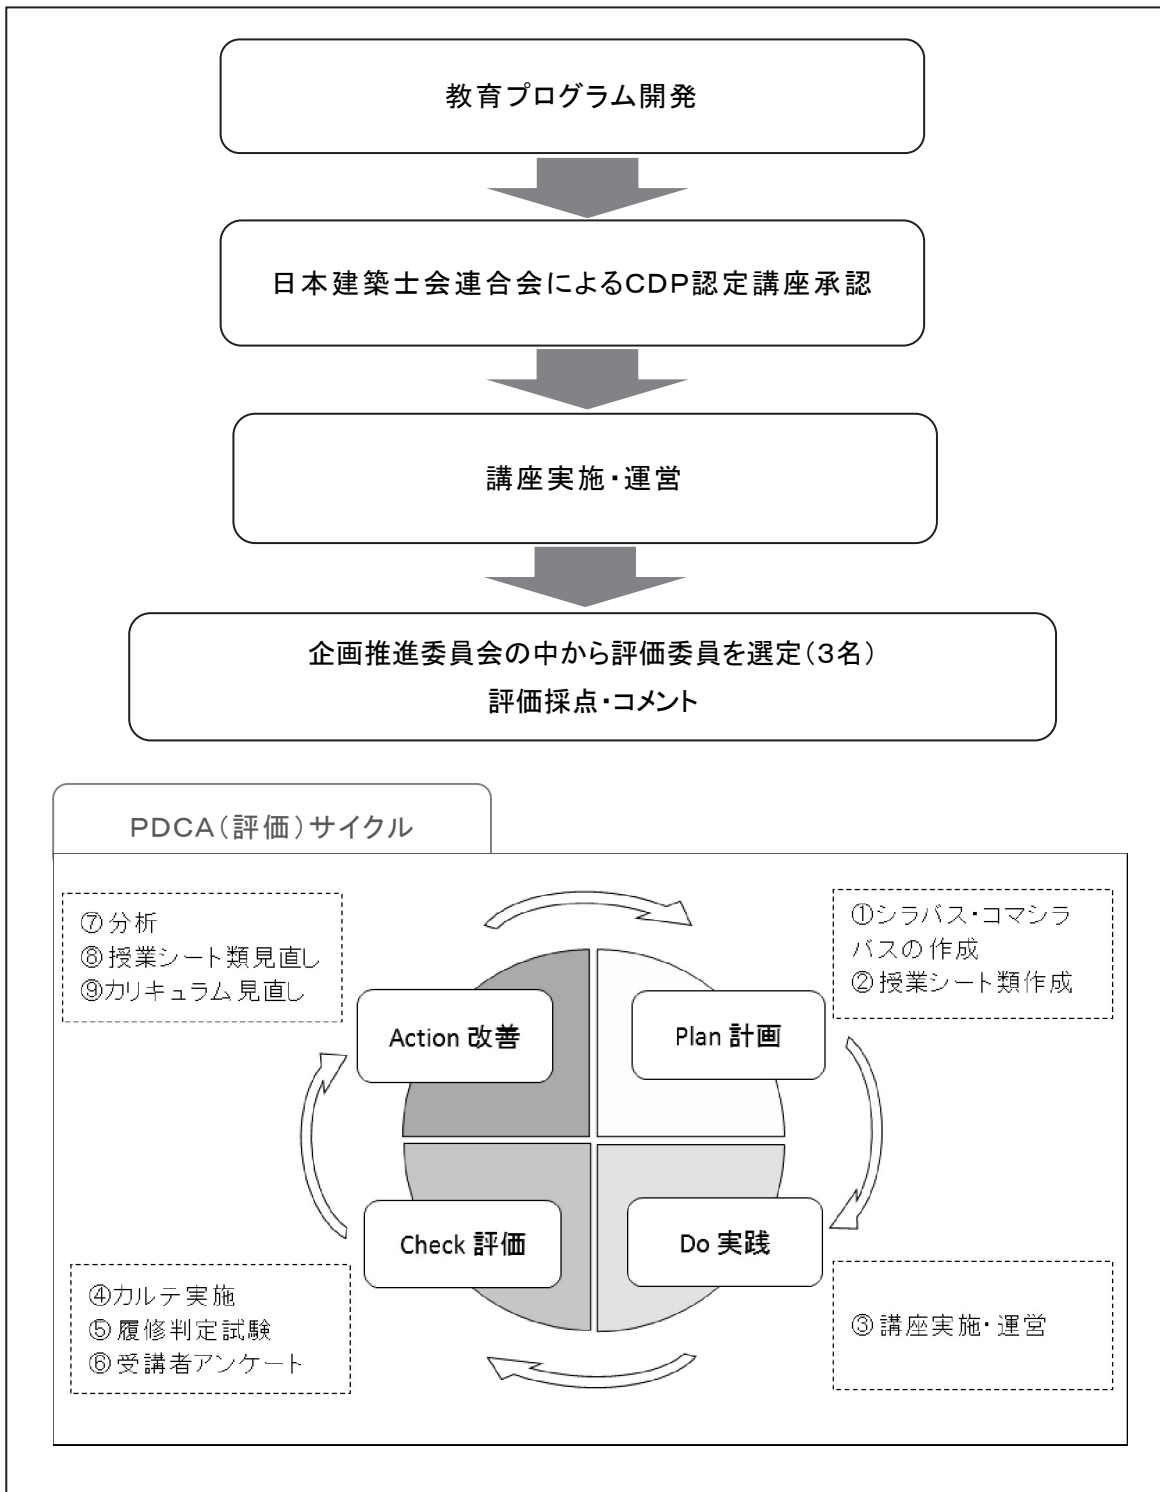 教育プログラム開発
日本建築士会連合会によるCDP認定講座承認
講座実施・運営
企画推進委員会の中から評価委員を選定(3名)
評価採点・コメント
PDCA(評価)サイクル
⑦分析
⑧授業シート類見直し
⑨カリキュラム見直し
①シラバス・コマシラ
バスの作成
②授業シート類作成
Action 改善
Plan 計画
Check 評価
Do 実践
④カルテ実施
⑤履修判定試験
⑥受講者アンケート
③講座実施・運営